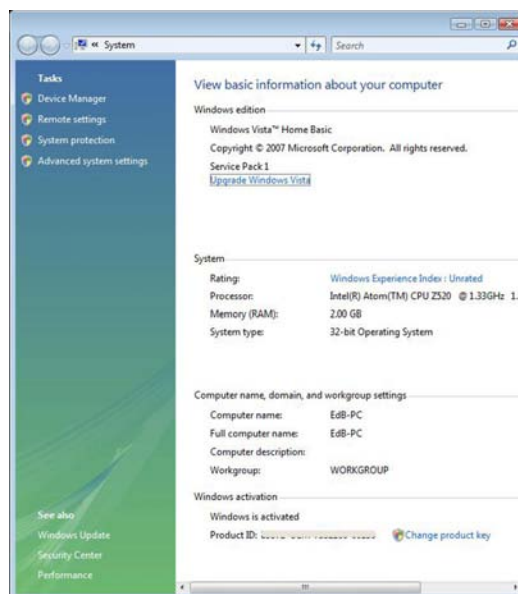 « System
Search
Tasks
Device Manager
Remote settings
System protection
Advanced system settings
See also
Windows Update
Security Center
Performance
View basic information about your computer
Windows edition
Windows Vista™ Home Basic
Copyright © 2007 Microsoft Corporation. All rights reserved.
Service Pack 1
Upgrade Windows Vista
System
Rating: Windows Experience Index : Unrated
Processor: Intel(R) Atom(TM) CPU Z520 @ 1.33GHz 1.
Memory (RAM): 2.00 GB
System type: 32-bit Operating System
Computer name, domain, and workgroup settings
Computer name: EdB-PC
Full computer name: EdB-PC
Computer description:
Workgroup: WORKGROUP
Windows activation
Windows is activated
Product ID: Change product key